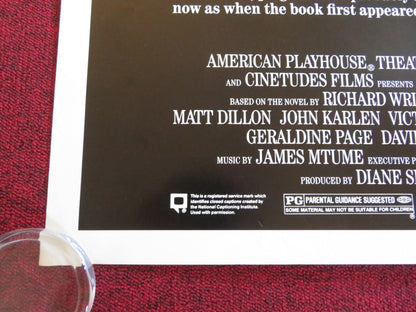 now as when the book first appeared
AMERICAN PLAYHOUSE® THEAT
AND CINETUDES FILMS PRESENTS
BASED ON THE NOVEL BY RICHARD WRI
MATT DILLON JOHN KARLEN VICT
GERALDINE PAGE DAVI
MUSIC BY JAMES MTUME EXECUTIVE P
PRODUCED BY DIANE SI
This is a registered service mark which
identifies closed captions created by
the National Captioning Institute.
Used with permission.
PG PARENTAL GUIDANCE SUGGESTED
SOME MATERIAL MAY NOT BE SUITABLE FOR CHILDREN
®